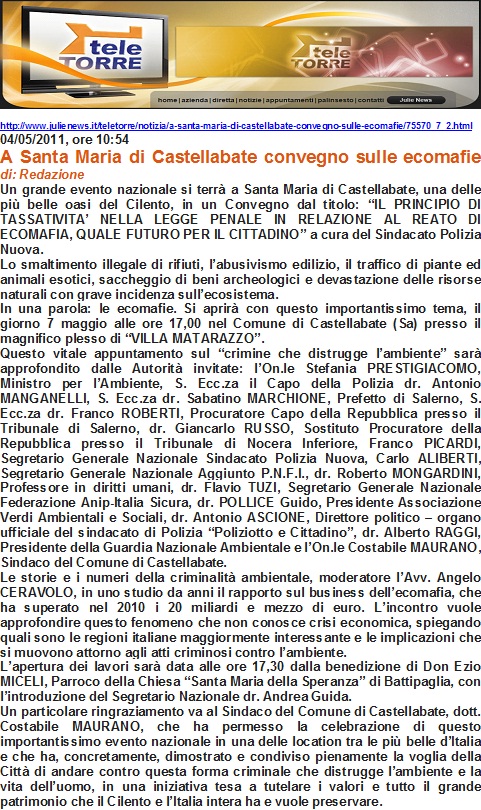 tele
TORRE
tele
TORRE
home | azienda | diretta | notizie | appuntamenti | palinsesto | contatti Julie News
http://www.julienews.it/teletorre/notizia/a-santa-maria-di-castellabate-convegno-sulle-ecomafie/75570_7_2.html
04/05/2011, ore 10:54
A Santa Maria di Castellabate convegno sulle ecomafie
di: Redazione
Un grande evento nazionale si terrà a Santa Maria di Castellabate, una delle
più belle oasi del Cilento, in un Convegno dal titolo: “IL PRINCIPIO DI
TASSATIVITA’ NELLA LEGGE PENALE IN RELAZIONE AL REATO DI
ECOMAFIA, QUALE FUTURO PER IL CITTADINO” a cura del Sindacato Polizia
Nuova.
Lo smaltimento illegale di rifiuti, l’abusivismo edilizio, il traffico di piante ed
animali esotici, saccheggio di beni archeologici e devastazione delle risorse
naturali con grave incidenza sull’ecosistema.
In una parola: le ecomafie. Si aprirà con questo importantissimo tema, il
giorno 7 maggio alle ore 17,00 nel Comune di Castellabate (Sa) presso il
magnifico plesso di “VILLA MATARAZZO”.
Questo vitale appuntamento sul “crimine che distrugge l’ambiente” sarà
approfondito dalle Autorità invitate: l’On.le Stefania PRESTIGIACOMO,
Ministro per l’Ambiente, S. Ecc.za il Capo della Polizia dr. Antonio
MANGANELLI, S. Ecc.za dr. Sabatino MARCHIONE, Prefetto di Salerno, S.
Ecc.za dr. Franco ROBERTI, Procuratore Capo della Repubblica presso il
Tribunale di Salerno, dr. Giancarlo RUSSO, Sostituto Procuratore della
Repubblica presso il Tribunale di Nocera Inferiore, Franco PICARDI,
Segretario Generale Nazionale Sindacato Polizia Nuova, Carlo ALIBERTI,
Segretario Generale Nazionale Aggiunto P.N.F.I., dr. Roberto MONGARDINI,
Professore in diritti umani, dr. Flavio TUZI, Segretario Generale Nazionale
Federazione Anip-Italia Sicura, dr. POLLICE Guido, Presidente Associazione
Verdi Ambientali e Sociali, dr. Antonio ASCIONE, Direttore politico – organo
ufficiale del sindacato di Polizia “Poliziotto e Cittadino”, dr. Alberto RAGGI,
Presidente della Guardia Nazionale Ambientale e l’On.le Costabile MAURANO,
Sindaco del Comune di Castellabate.
Le storie e i numeri della criminalità ambientale, moderatore l’Avv. Angelo
CERAVOLO, in uno studio da anni il rapporto sul business dell’ecomafia, che
ha superato nel 2010 i 20 miliardi e mezzo di euro. L’incontro vuole
approfondire questo fenomeno che non conosce crisi economica, spiegando
quali sono le regioni italiane maggiormente interessante e le implicazioni che
si muovono attorno agli atti criminosi contro l’ambiente.
L’apertura dei lavori sarà data alle ore 17,30 dalla benedizione di Don Ezio
MICELI, Parroco della Chiesa “Santa Maria della Speranza” di Battipaglia, con
l’introduzione del Segretario Nazionale dr. Andrea Guida.
Un particolare ringraziamento va al Sindaco del Comune di Castellabate, dott.
Costabile MAURANO, che ha permesso la celebrazione di questo
importantissimo evento nazionale in una delle location tra le più belle d’Italia
e che ha, concretamente, dimostrato e condiviso pienamente la voglia della
Città di andare contro questa forma criminale che distrugge l’ambiente e la
vita dell’uomo, in una iniziativa tesa a tutelare i valori e tutto il grande
patrimonio che il Cilento e l’Italia intera ha e vuole preservare.